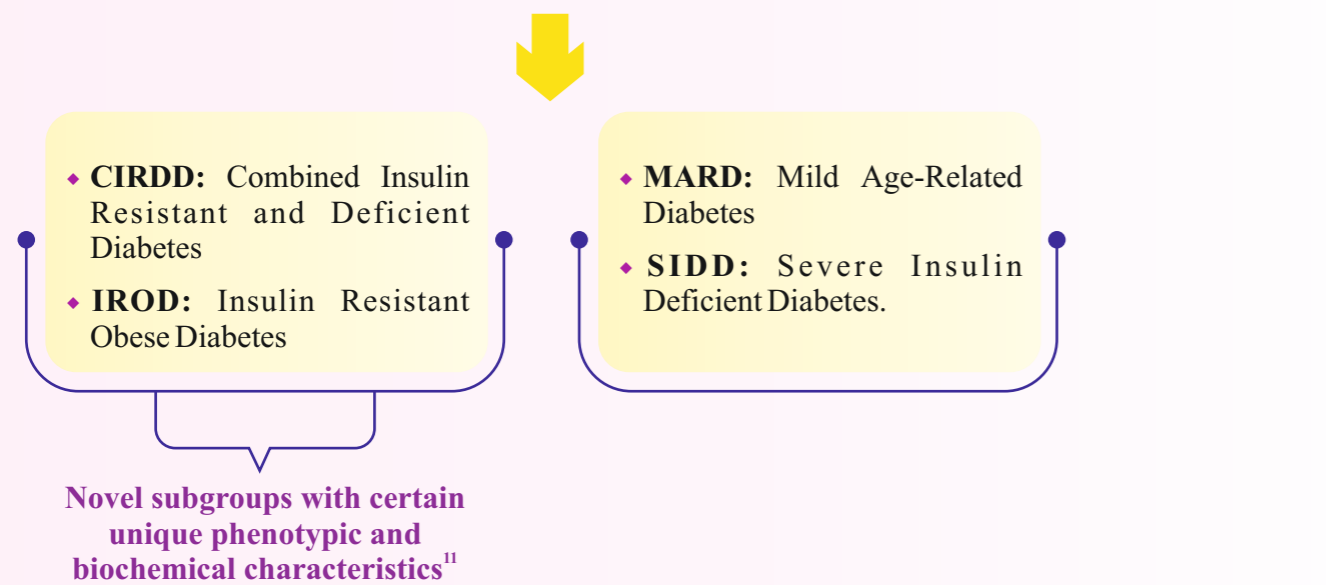 ◆ CIRDD: Combined Insulin
Resistant and Deficient
Diabetes
◆ IROD: Insulin Resistant
Obese Diabetes
◆ MARD: Mild Age-Related
Diabetes
◆ SIDD: Severe Insulin
Deficient Diabetes.
Novel subgroups with certain
unique phenotypic and
biochemical characteristics¹¹